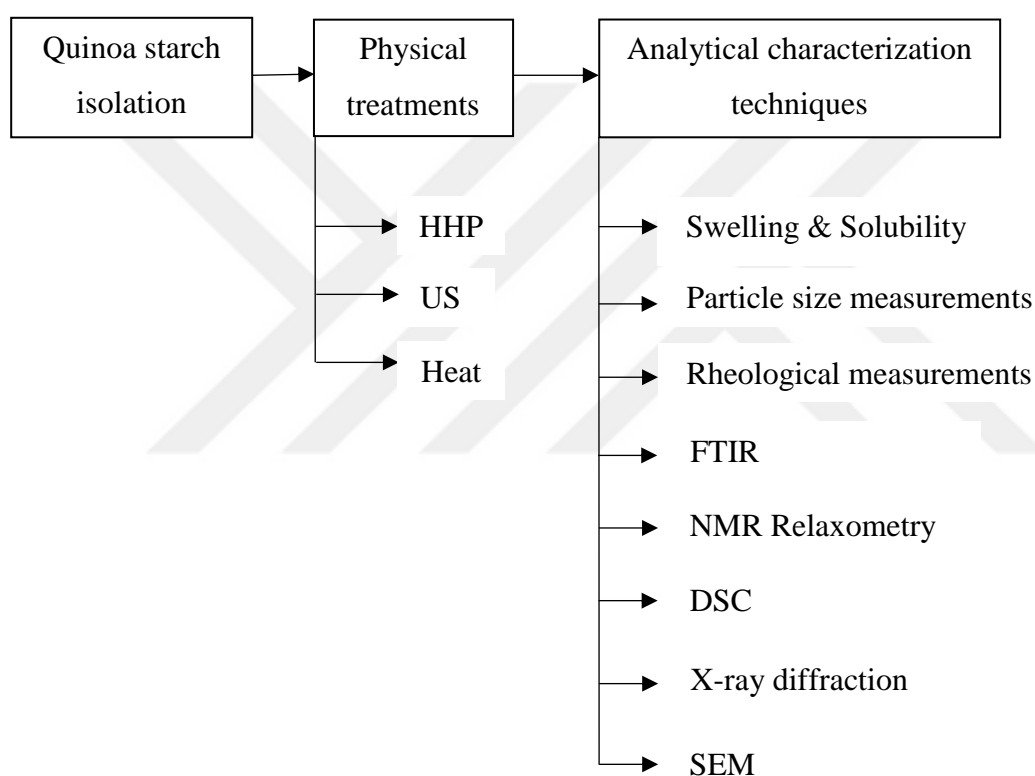 Quinoa starch
isolation
Physical
treatments
Analytical characterization
techniques
HHP
US
Heat
Swelling & Solubility
Particle size measurements
Rheological measurements
FTIR
NMR Relaxometry
DSC
X-ray diffraction
SEM